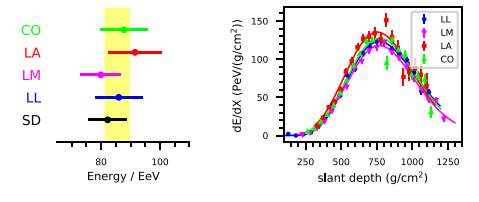 CO
LA
LM
LL
SD
80
100
Energy / EeV
150
100
50
0
dE/dX (PeV/(g/cm²))
LL
LM
LA
CO
250
500
750
1000
1250
slant depth (g/cm²)